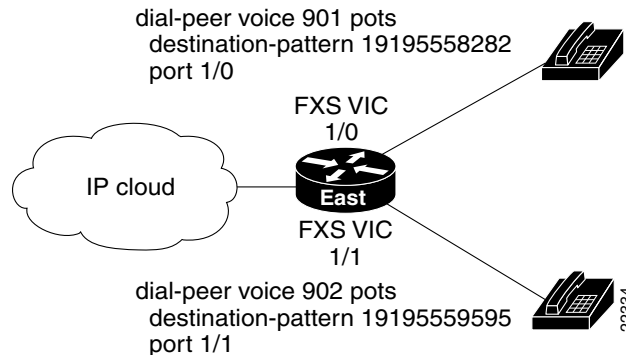 dial-peer voice 901 pots
destination-pattern 19195558282
port 1/0
FXS VIC
1/0
IP cloud
East
FXS VIC
1/1
dial-peer voice 902 pots
destination-pattern 19195559595
port 1/1